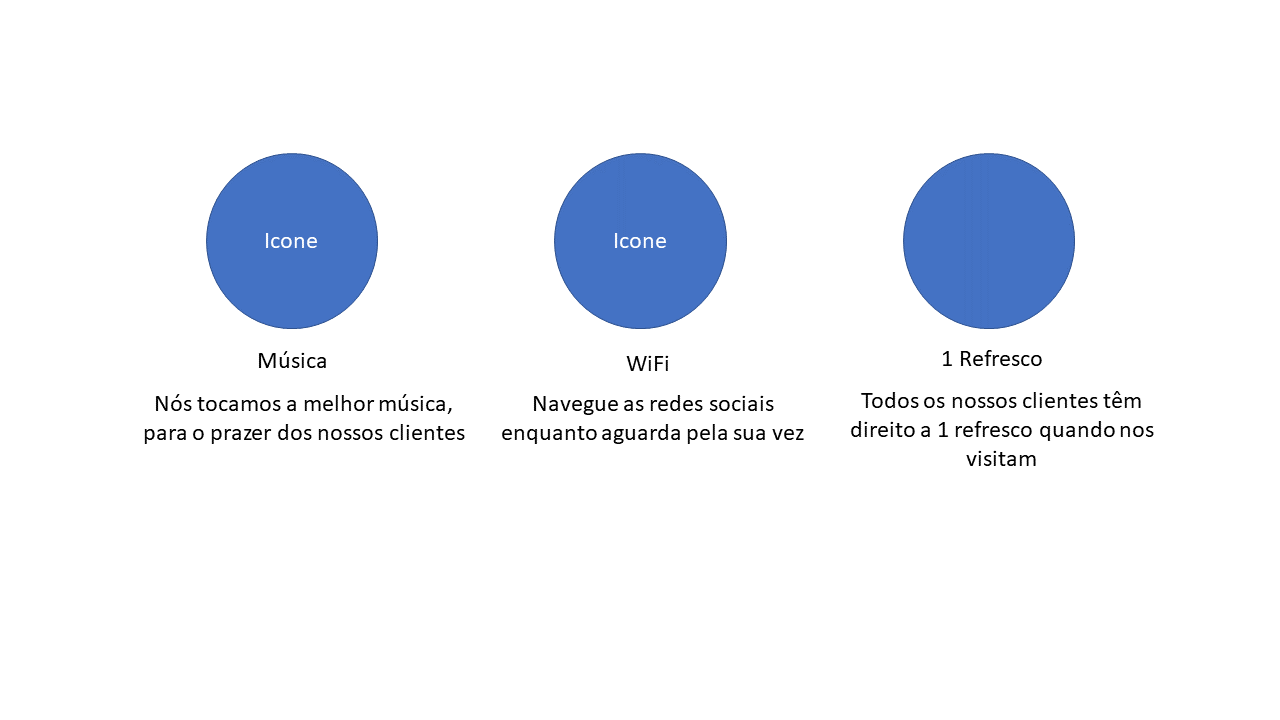 Icone
Icone
Música
WiFi
1 Refresco
Nós tocamos a melhor música,
para o prazer dos nossos clientes
Navegue as redes sociais
enquanto aguarda pela sua vez
Todos os nossos clientes têm
direito a 1 refresco quando nos
visitam